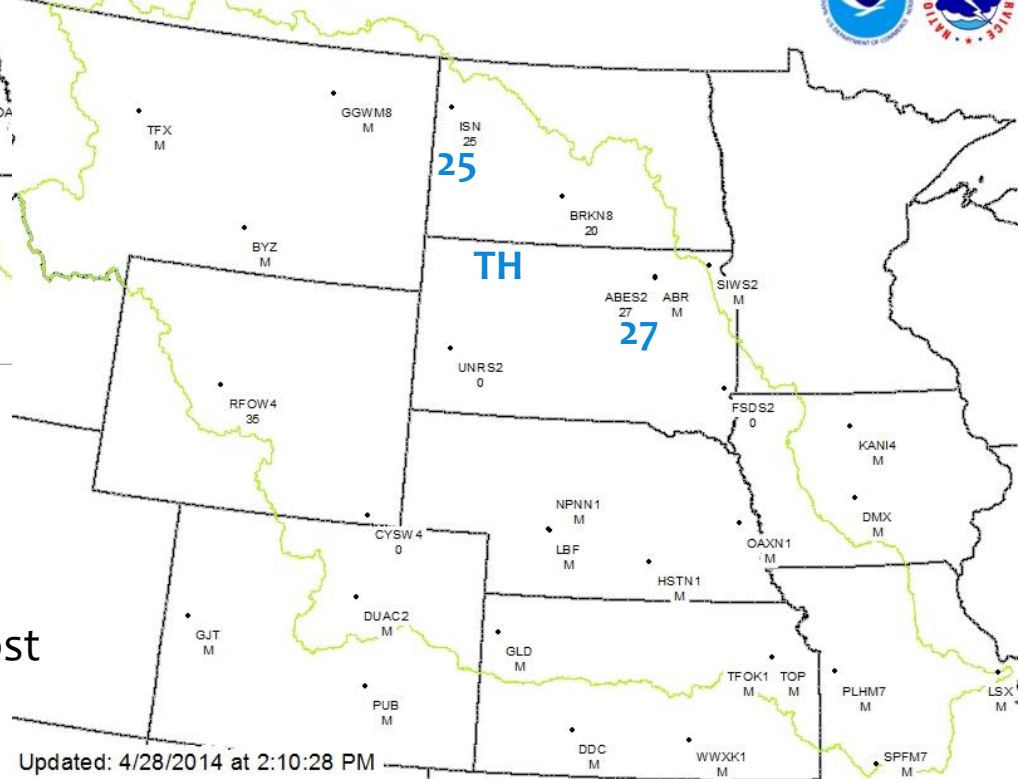 GGWM8
M
TFX
M
ISN
25
25
BRKN8
20
BYZ
M
TH
SIWS2
M
ABES2
27
ABR
M
27
UNRS2
0
RFOW4
35
FSDS2
0
KANI4
M
NPNN1
M
DMX
M
CYSW4
0
LBF
M
OAXN1
M
HSTN1
M
DUAC2
M
GJT
M
GLD
M
TFOK1
M
TOP
M
PLHM7
M
LSX
M
PUB
M
DDC
M
WWXK1
M
SPFM7
M
Updated: 4/28/2014 at 2:10:28 PM